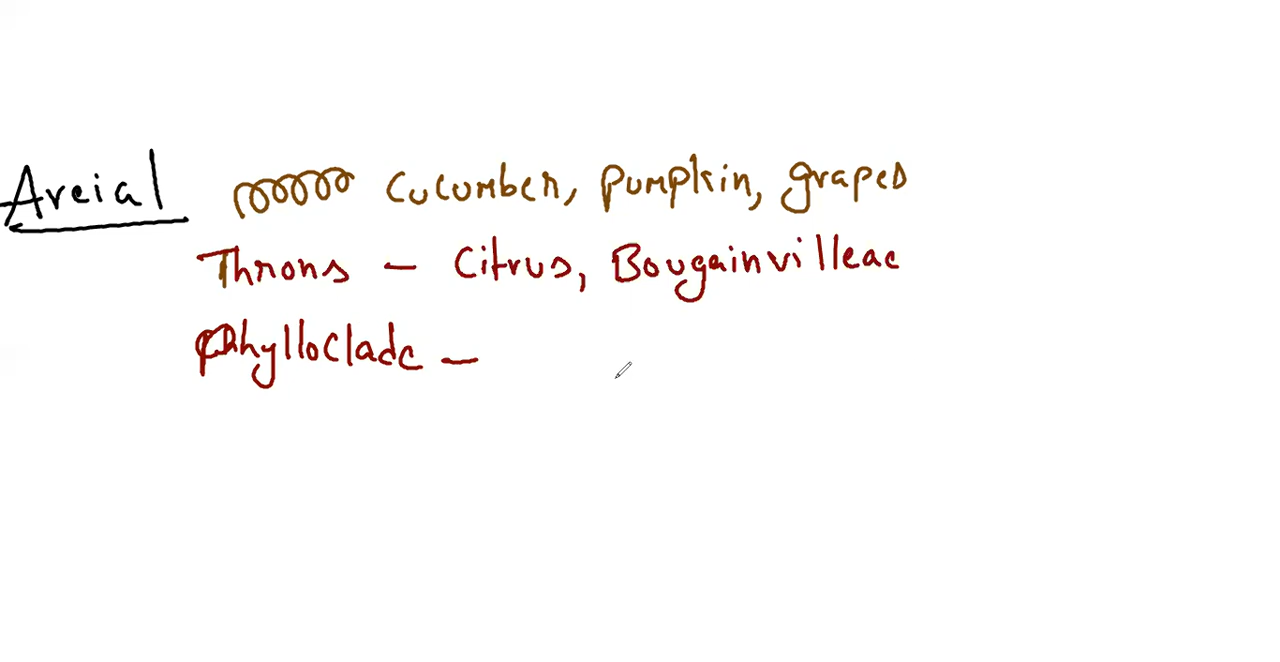 Areial Cucumber, Pumpkin, grapes
Throns - Citrus, Bougainvilleae
Phylloclade -